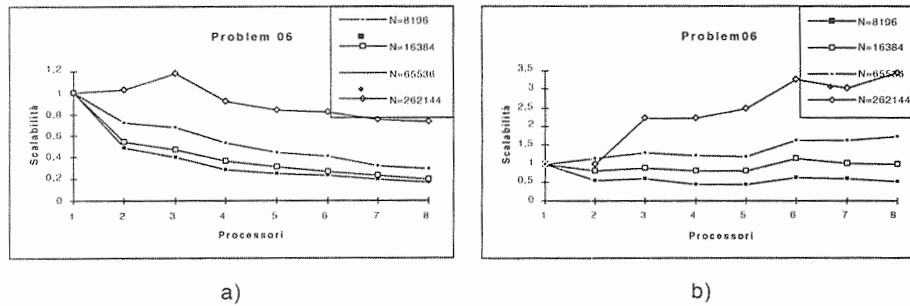 Problem 06
N=8196
N=16384
N=65536
N=262144
Scalabilità
1,2
1
0,8
0,6
0,4
0,2
0
1 2 3 4 5 6 7 8
Processori
a)
Problem06
N=8196
N=16384
N=65536
N=262144
Scalabilità
3,5
3
2,5
2
1,5
1
0,5
0
1 2 3 4 5 6 7 8
Processori
b)